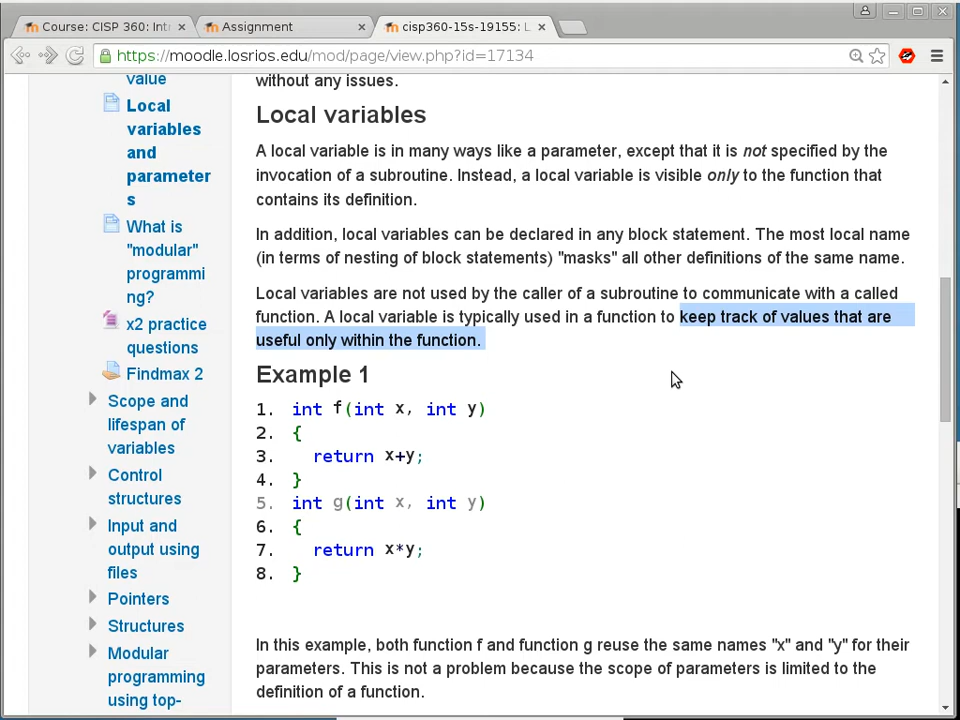 Course: CISP 360: Int
Assignment
cisp360-15s-19155: L
https://moodle.losrios.edu/mod/page/view.php?id=17134
value
Local
variables
and
parameter
s
What is
"modular"
programmi
ng?
x2 practice
questions
Findmax 2
Scope and
lifespan of
variables
Control
structures
Input and
output using
files
Pointers
Structures
Modular
programming
using top-
without any issues.
Local variables
A local variable is in many ways like a parameter, except that it is not specified by the
invocation of a subroutine. Instead, a local variable is visible only to the function that
contains its definition.
In addition, local variables can be declared in any block statement. The most local name
(in terms of nesting of block statements) "masks" all other definitions of the same name.
Local variables are not used by the caller of a subroutine to communicate with a called
function. A local variable is typically used in a function to keep track of values that are
useful only within the function.
Example 1
1. int f(int x, int y)
2. {
3. return x+y;
4. }
5. int g(int x, int y)
6. {
7. return x*y;
8. }
In this example, both function f and function g reuse the same names "x" and "y" for their
parameters. This is not a problem because the scope of parameters is limited to the
definition of a function.